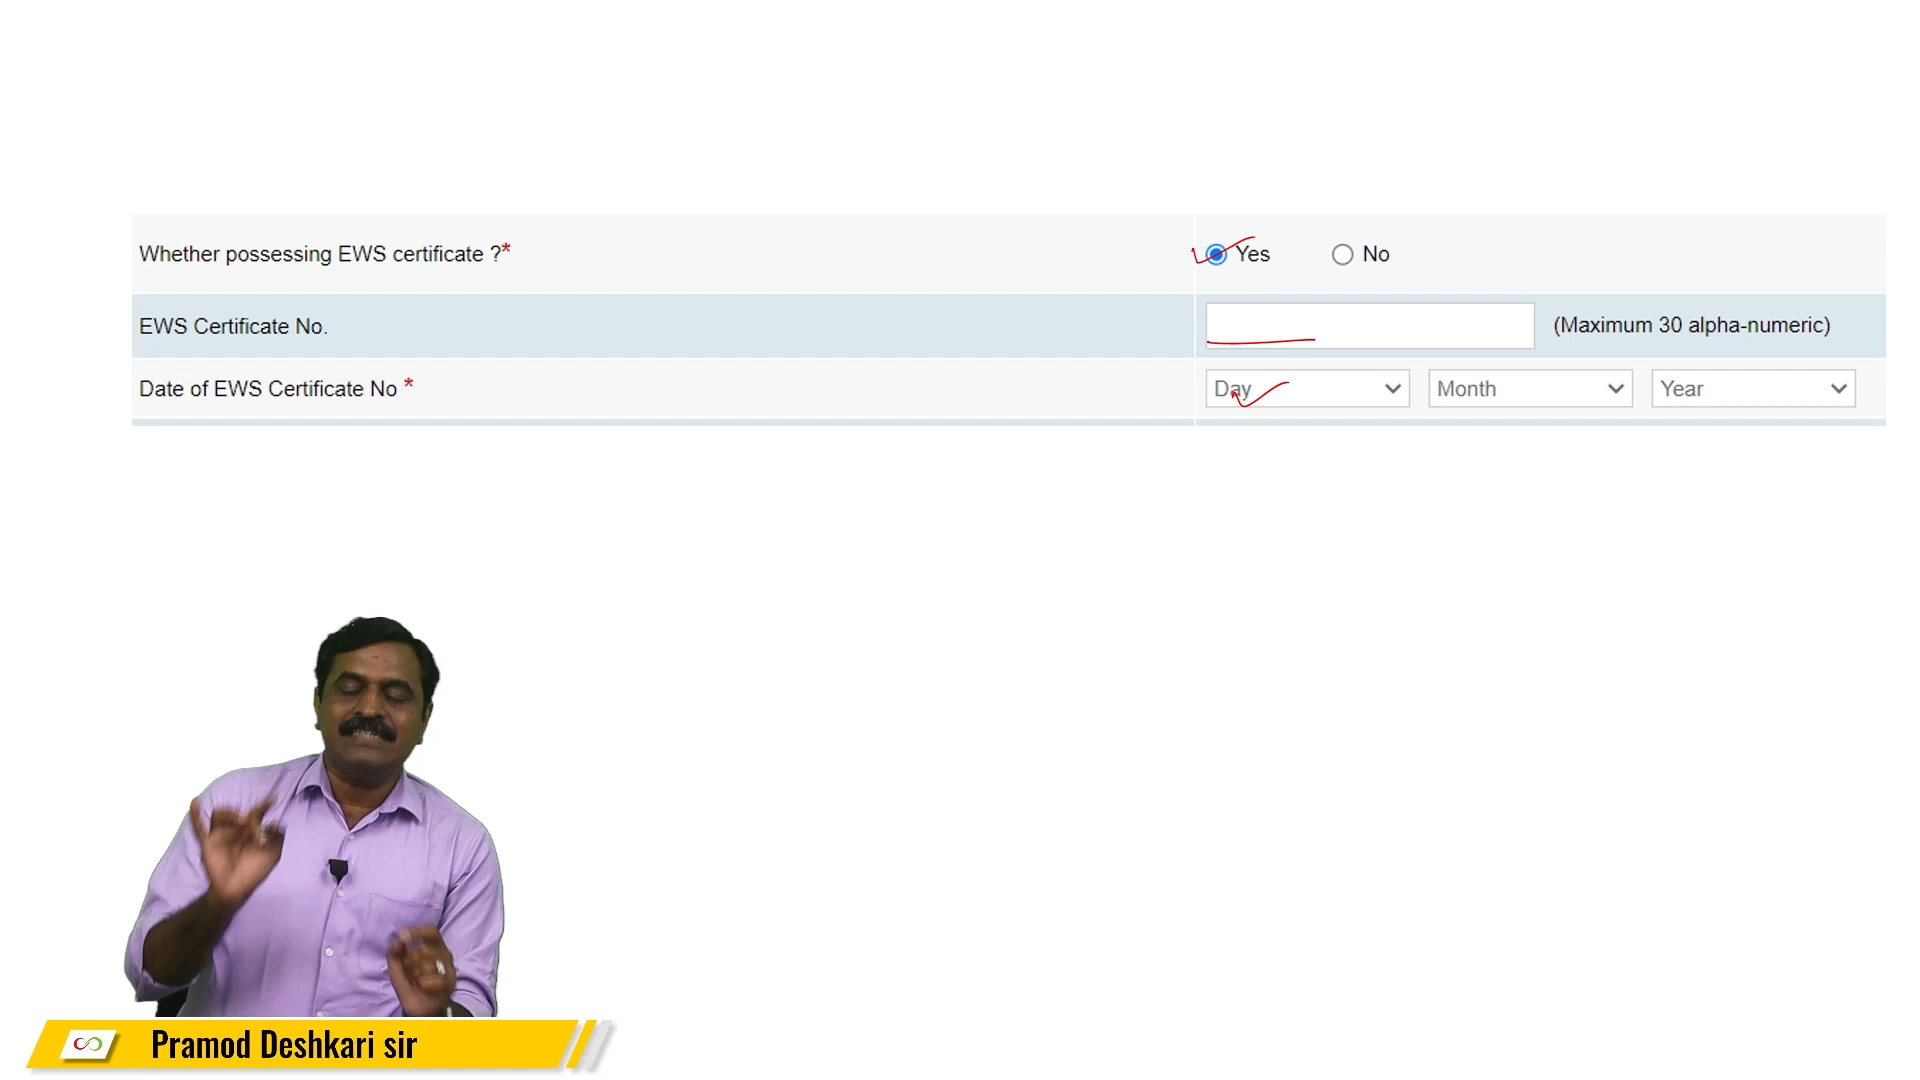 Whether possessing EWS certificate ?* Yes No
EWS Certificate No. (Maximum 30 alpha-numeric)
Date of EWS Certificate No * Day Month Year
Pramod Deshkari sir